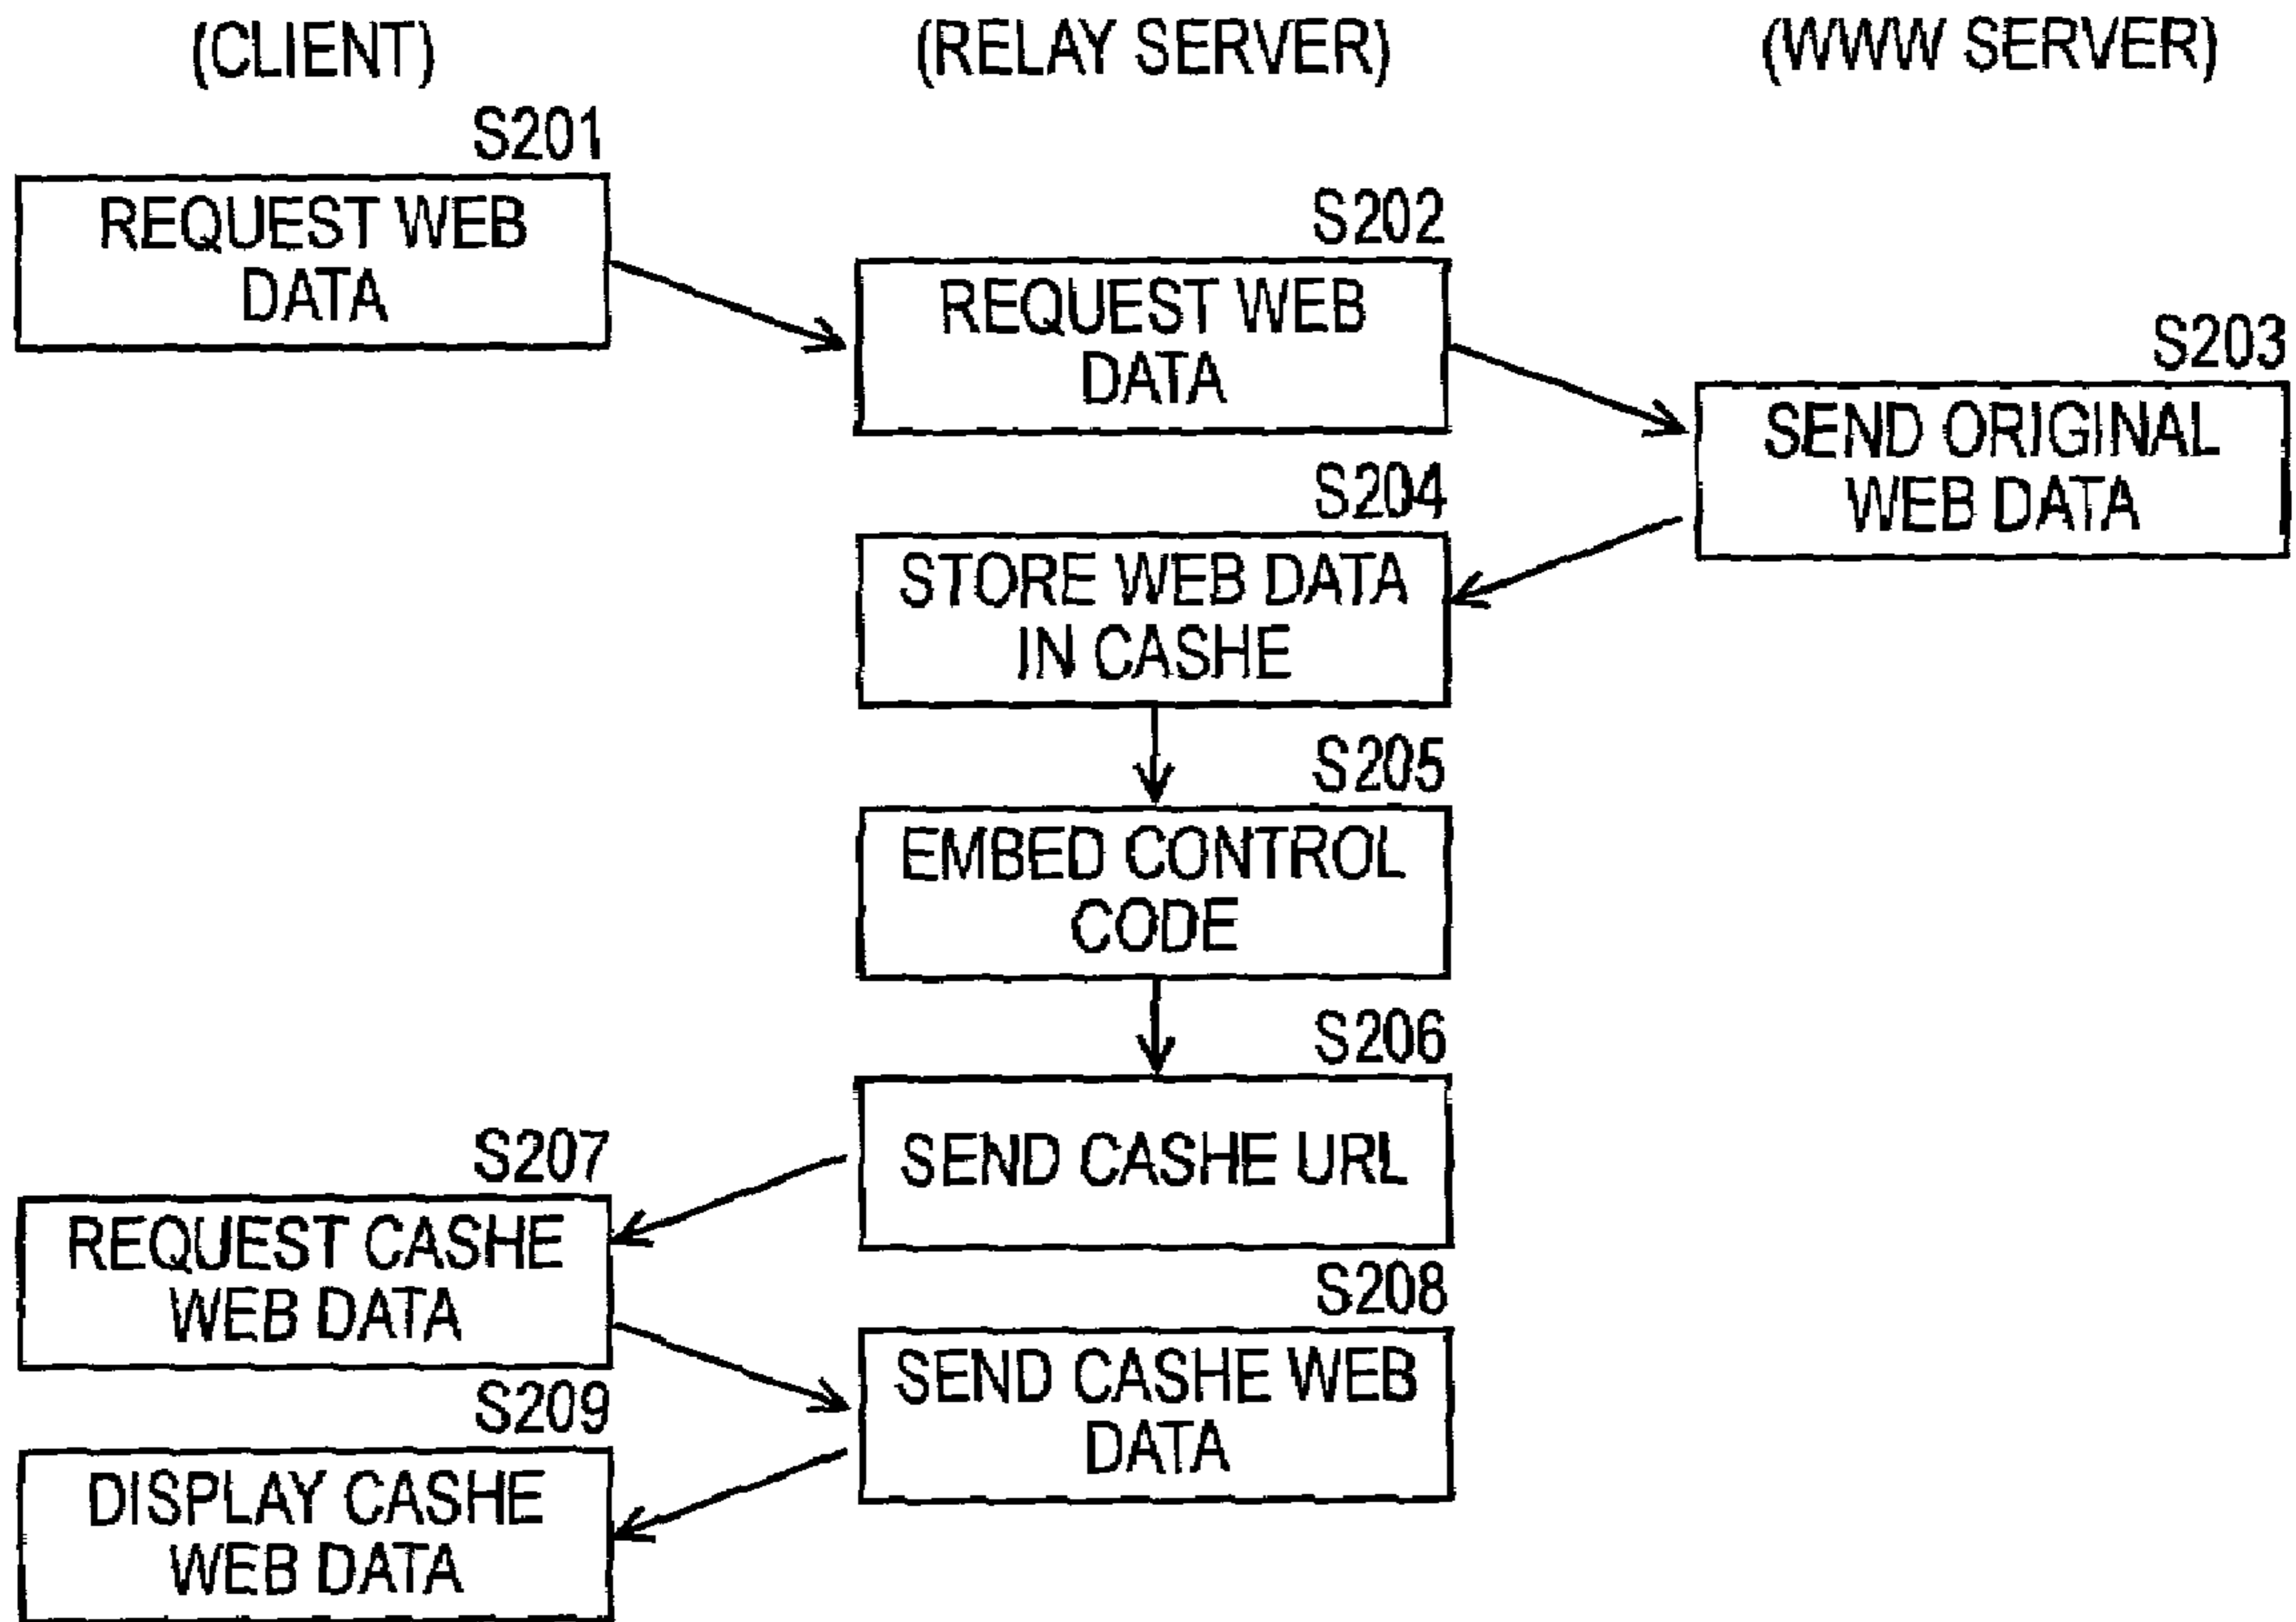 (CLIENT)
(RELAY SERVER)
(WWW SERVER)
S201
REQUEST WEB
DATA
S202
REQUEST WEB
DATA
S203
SEND ORIGINAL
WEB DATA
S204
STORE WEB DATA
IN CASHE
S205
EMBED CONTROL
CODE
S206
SEND CASHE URL
S207
REQUEST CASHE
WEB DATA
S208
SEND CASHE WEB
DATA
S209
DISPLAY CASHE
WEB DATA